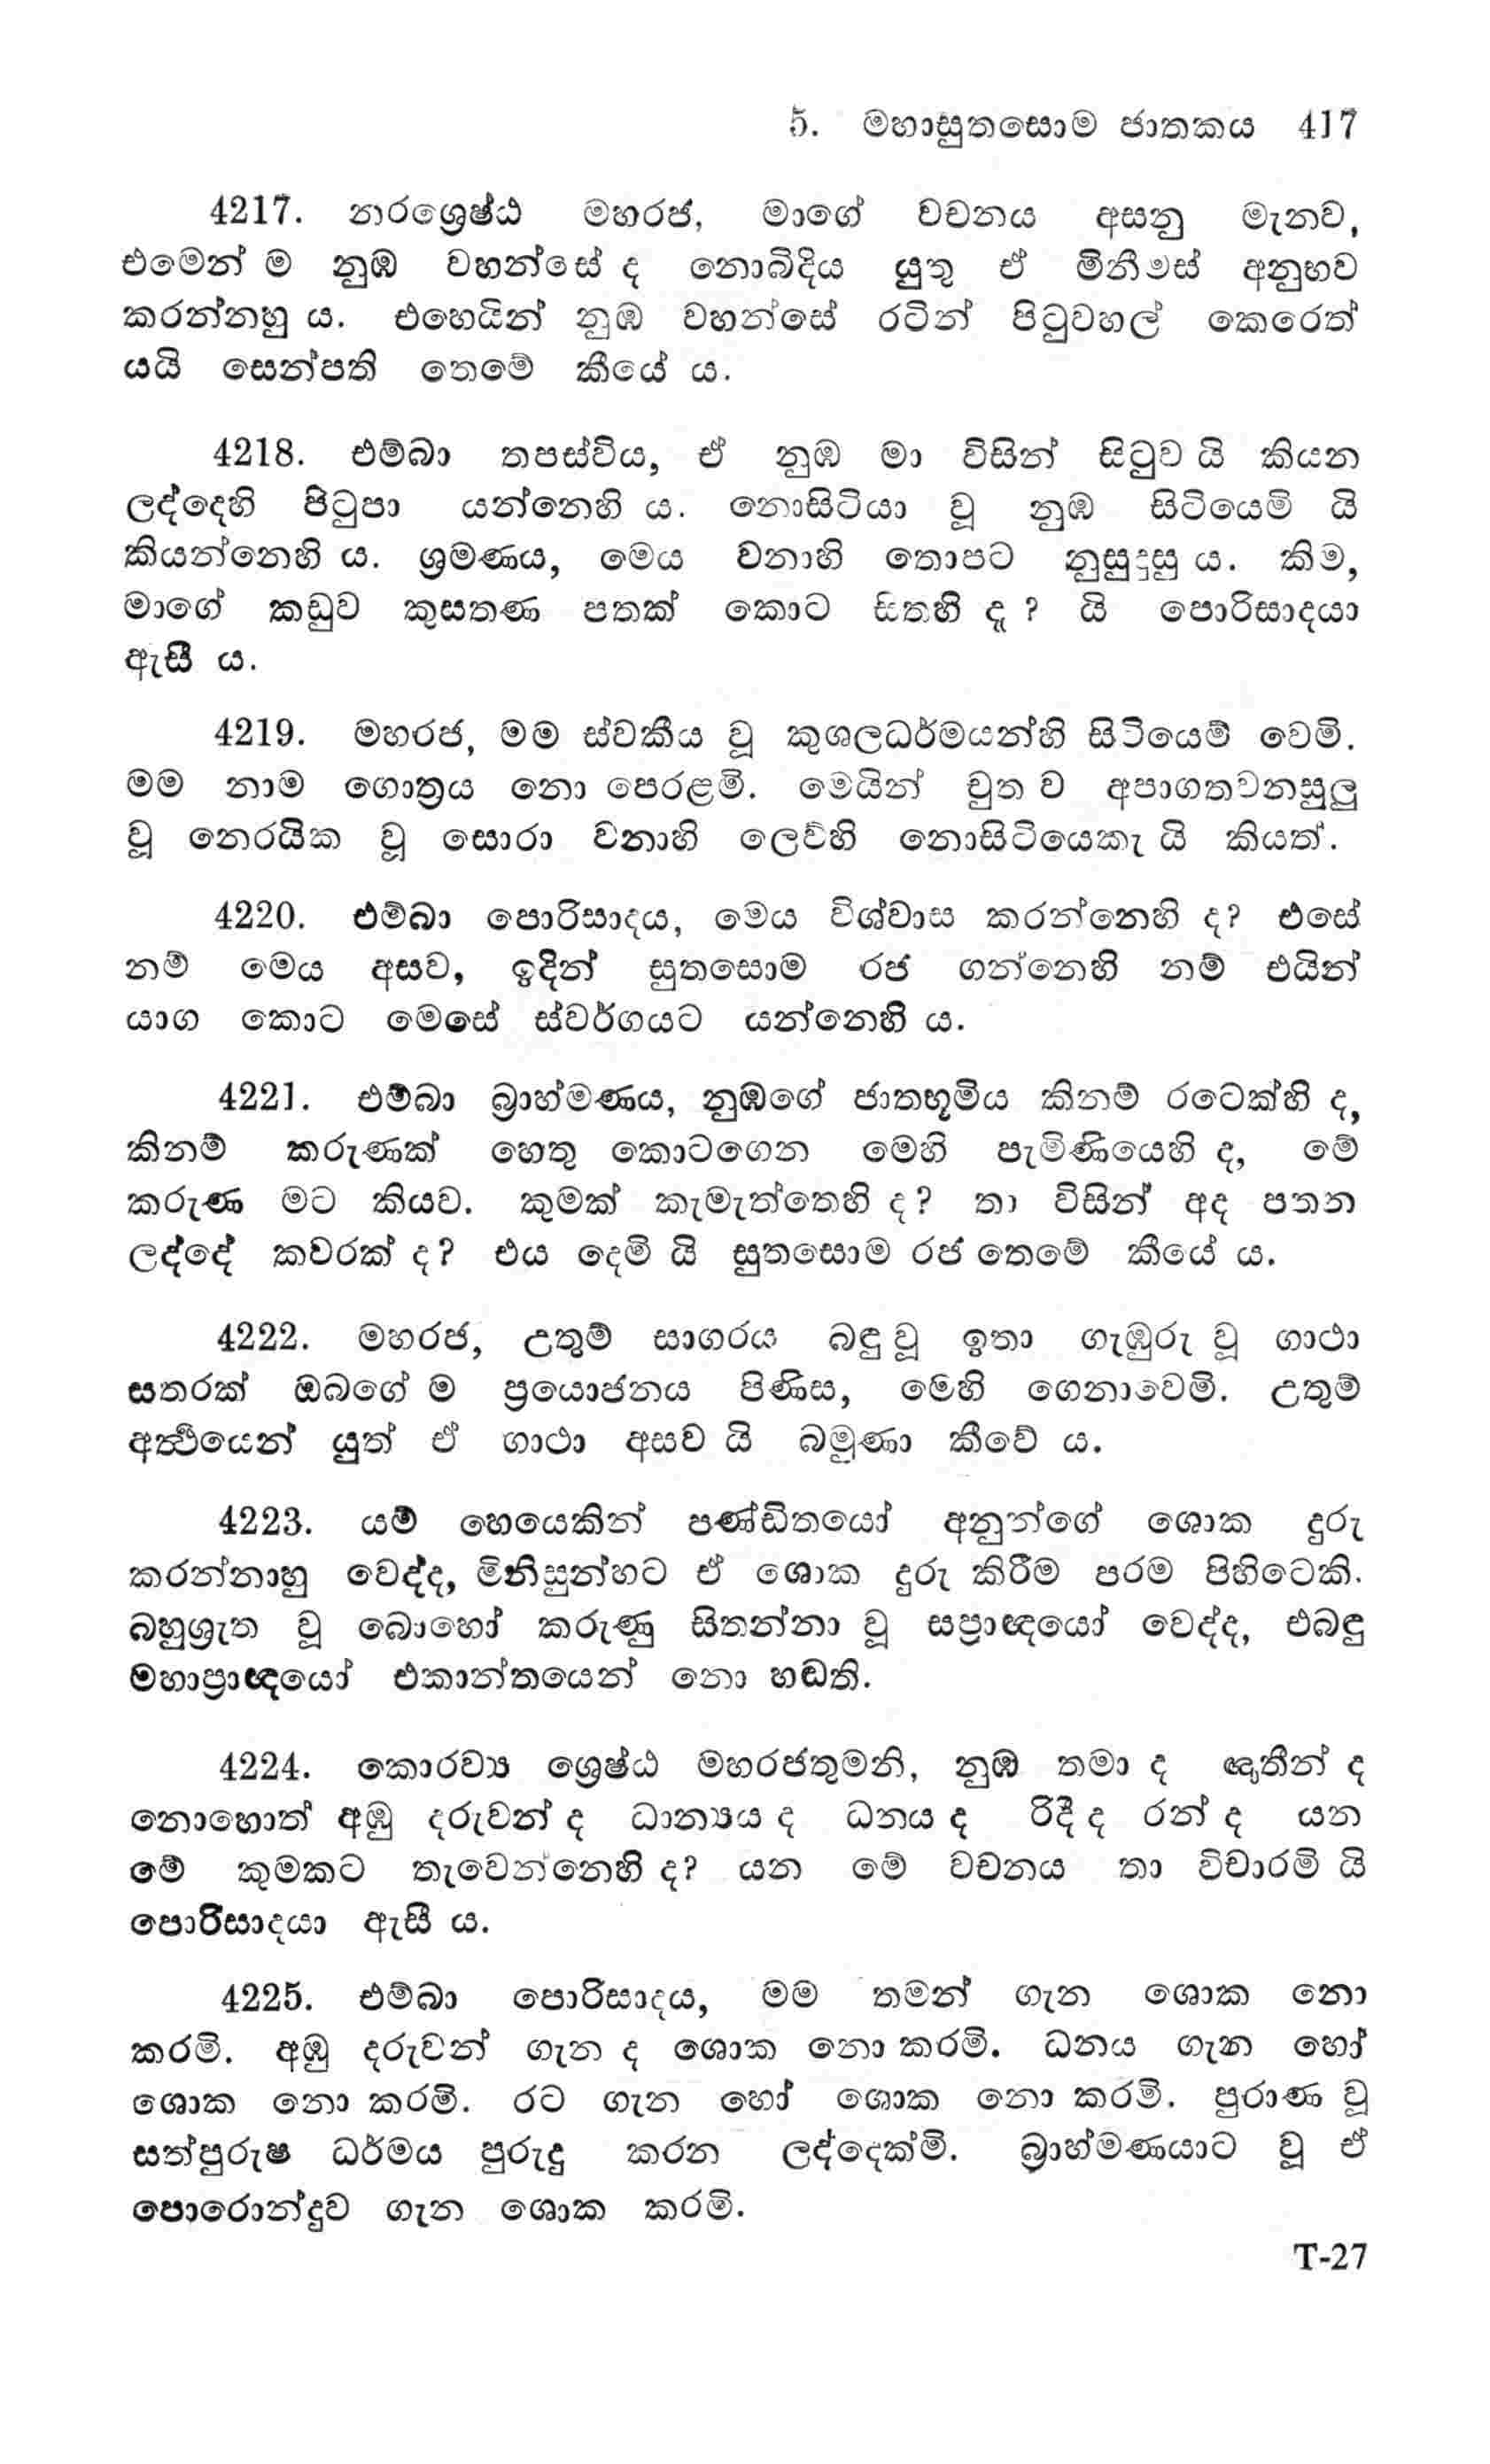 5. මහාසුතසොම ජාතකය 417
4217. නරශ්‍රෙෂ්ඨ මහරජ, මාගේ වචනය අසනු මැනව,
එමෙන් ම නුඹ වහන්සේ ද නොබිදිය යුතු ඒ මිනීමස් අනුභව
කරන්නහු ය. එහෙයින් නුඹ වහන්සේ රටින් පිටුවහල් කෙරෙත්
යයි සෙන්පති තෙමේ කීයේ ය.
4218. එම්බා තපස්විය, ඒ නුඹ මා විසින් සිටුව යි කියන
ලද්දෙහි පිටුපා යන්නෙහි ය. නොසිටියා වූ නුඹ සිටියෙමි යි
කියන්නෙහි ය. ශ්‍රමණය, මෙය වනාහි තොපට නුසුදුසු ය. කිම,
මාගේ කඩුව කුසතණ පතක් කොට සිතහි දැ ? යි පොරිසාදයා
ඇසී ය.
4219. මහරජ, මම ස්වකීය වූ කුශලධර්මයන්හි සිටියෙම් වෙමි.
මම නාම ගොත්‍රය නො පෙරළමි. මෙයින් චුත ව අපාගතවනසුලු
වූ නෙරයික වූ සොරා වනාහි ලෙව්හි නොසිටියෙකැ යි කියත්.
4220. එම්බා පොරිසාදය, මෙය විශ්වාස කරන්නෙහි ද? එසේ
නම් මෙය අසව, ඉදින් සුතසොම රජ ගන්නෙහි නම් එයින්
යාග කොට මෙසේ ස්වර්ගයට යන්නෙහි ය.
4221. එම්බා බ්‍රාහ්මණය, නුඹගේ ජාතභූමිය කිනම් රටෙක්හි ද,
කිනම් කරුණක් හෙතු කොටගෙන මෙහි පැමිණියෙහි ද, මේ
කරුණ මට කියව. කුමක් කැමැත්තෙහි ද? තා විසින් අද පතන
ලද්දේ කවරක් ද? එය දෙමි යි සුතසොම රජ තෙමේ කීයේ ය.
4222. මහරජ, උතුම් සාගරය බඳු වූ ඉතා ගැඹුරු වූ ගාථා
සතරක් ඔබගේ ම ප්‍රයොජනය පිණිස, මෙහි ගෙනාවෙමි. උතුම්
අර්‍ථයෙන් යුත් ඒ ගාථා අසව යි බමුණා කීවේ ය.
4223. යම් හෙයෙකින් පණ්ඩිතයෝ අනුන්ගේ ශොක දුරු
කරන්නාහු වෙද්ද, මිනිසුන්හට ඒ ශොක දුරු කිරීම පරම පිහිටෙකි.
බහුශ්‍රැත වූ බොහෝ කරුණු සිතන්නා වූ සප්‍රාඥයෝ වෙද්ද, එබඳු
මහාප්‍රාඥයෝ එකාන්තයෙන් නො හඬති.
4224. කොරව්‍ය ශ්‍රෙෂ්ඨ මහරජතුමනි, නුඹ තමා ද ඥාතීන් ද
නොහොත් අඹු දරුවන් ද ධාන්‍යය ද ධනය ද රිදී ද රන් ද යන
මේ කුමකට තැවෙන්නෙහි ද? යන මේ වචනය තා විචාරමි යි
පොරිසාදයා ඇසී ය.
4225. එම්බා පොරිසාදය, මම තමන් ගැන ශොක නො
කරමි. අඹු දරුවන් ගැන ද ශොක නො කරමි. ධනය ගැන හෝ
ශොක නො කරමි. රට ගැන හෝ ශොක නො කරමි. පුරාණ වූ
සත්පුරුෂ ධර්මය පුරුදු කරන ලද්දෙක්මි. බ්‍රාහ්මණයාට වූ ඒ
පොරොන්දුව ගැන ශොක කරමි.
T-27